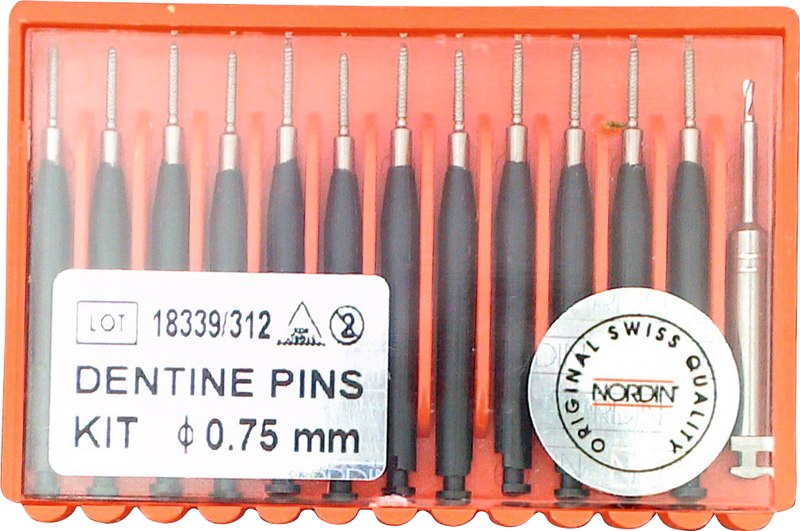 LOT 18339/312
DENTINE PINS
KIT ϕ 0.75 mm
ORIGINAL SWISS QUALITY
NORDIN